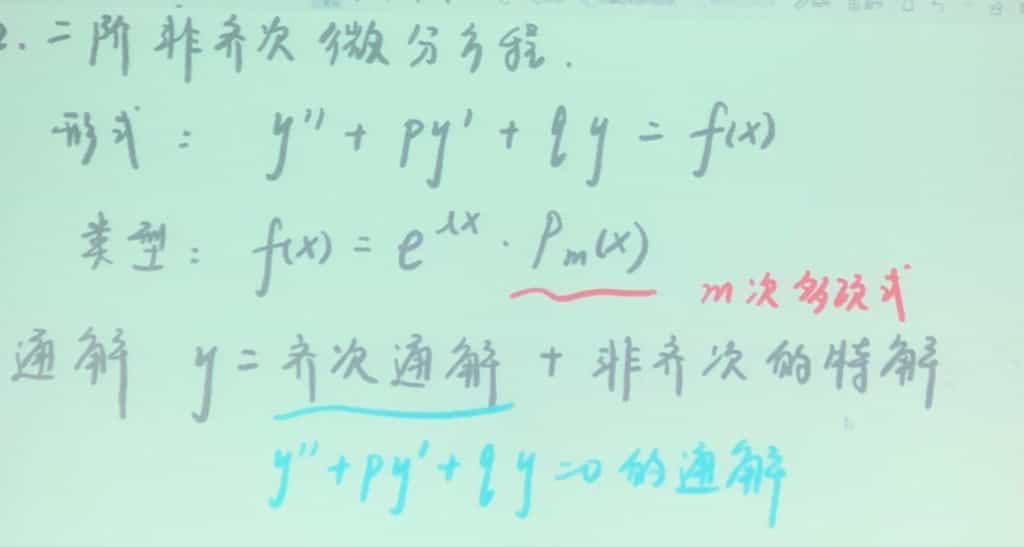 2. 二阶非齐次微分方程.
形式: y'' + py' + qy = f(x)
类型: f(x) = e^{λx} · P_m(x)
m次多项式
通解 y = 齐次通解 + 非齐次的特解
y'' + py' + qy = 0 的通解